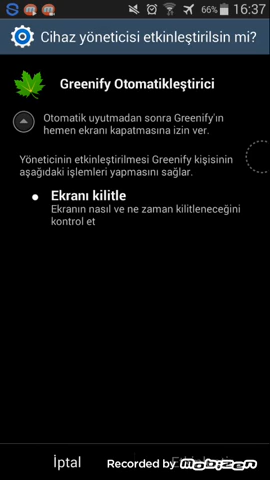 66% 16:37
Cihaz yöneticisi etkinleştirilsin mi?
Greenify Otomatikleştirici
Otomatik uyutmadan sonra Greenify'ın
hemen ekranı kapatmasına izin ver.
Yöneticinin etkinleştirilmesi Greenify kişisinin
aşağıdaki işlemleri yapmasını sağlar.
Ekranı kilitle
Ekranın nasıl ve ne zaman kilitleneceğini
kontrol et
İptal
Recorded by mobizen